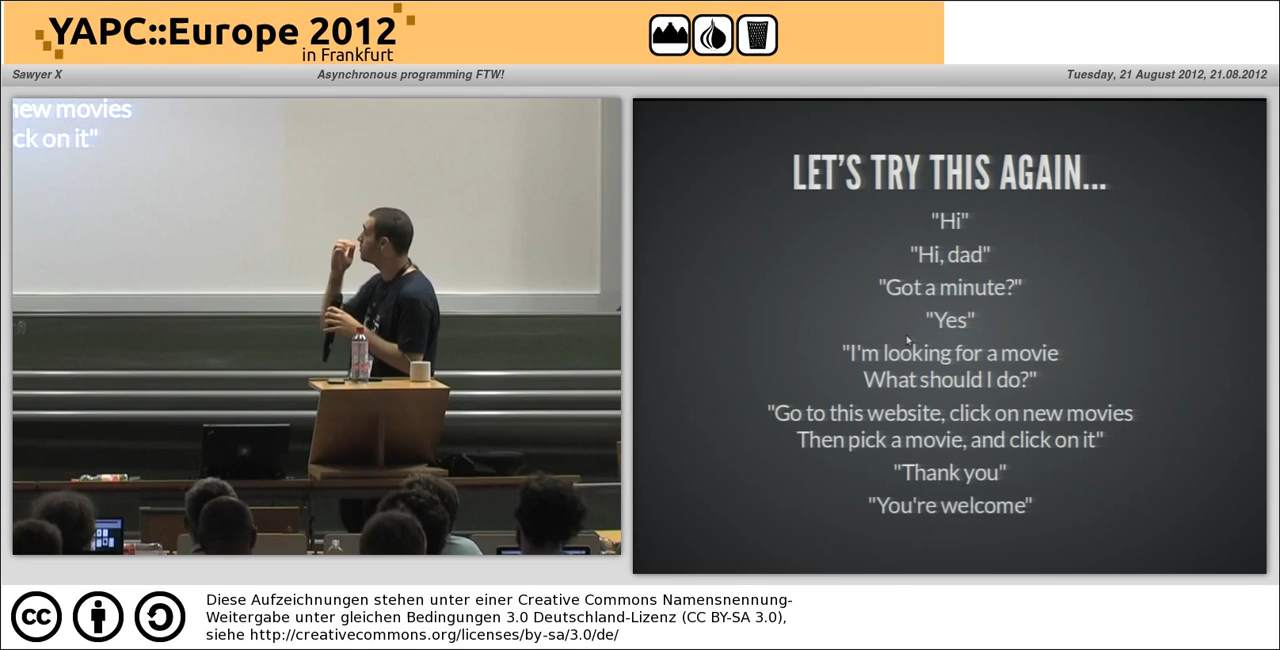 YAPC::Europe 2012
in Frankfurt
Sawyer X
Asynchronous programming FTW!
Tuesday, 21 August 2012, 21.08.2012
new movies
ck on it"
LET'S TRY THIS AGAIN...
"Hi"
"Hi, dad"
"Got a minute?"
"Yes"
"I'm looking for a movie
What should I do?"
"Go to this website, click on new movies
Then pick a movie, and click on it"
"Thank you"
"You're welcome"
cc
Diese Aufzeichnungen stehen unter einer Creative Commons Namensnennung-
Weitergabe unter gleichen Bedingungen 3.0 Deutschland-Lizenz (CC BY-SA 3.0),
siehe http://creativecommons.org/licenses/by-sa/3.0/de/